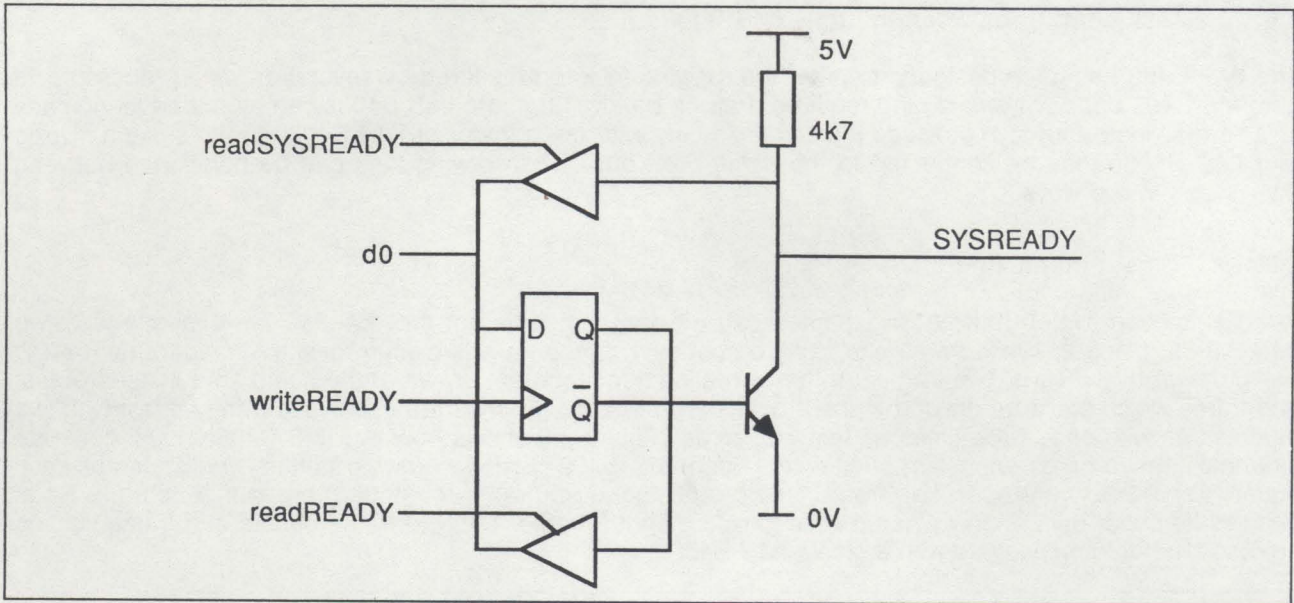 5V
4k7
readSYSREADY
d0
SYSREADY
D Q
writeREADY
Q̅
readREADY
0V